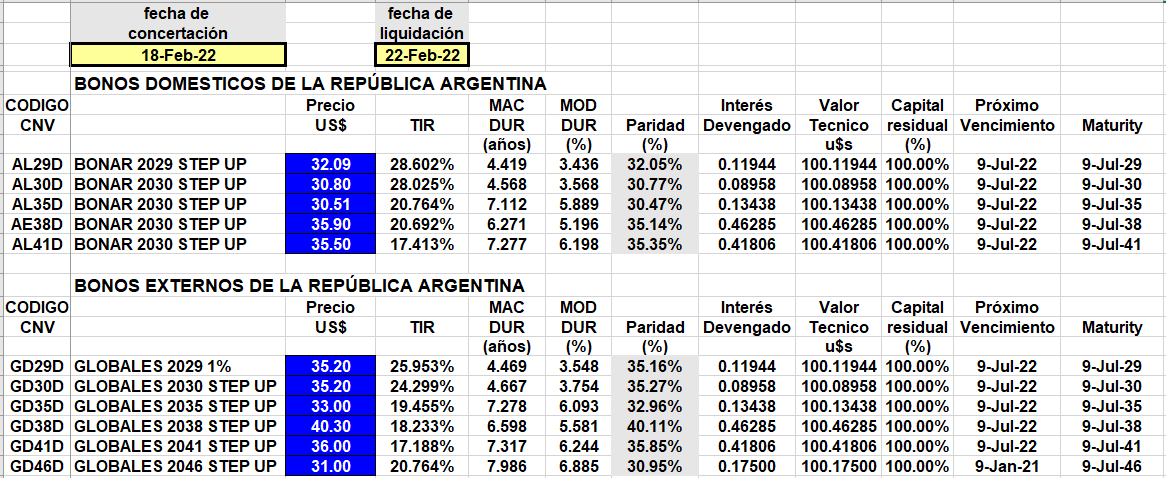 fecha de fecha de
concertación liquidación
18-Feb-22 22-Feb-22
BONOS DOMESTICOS DE LA REPÚBLICA ARGENTINA
CODIGO Precio MAC MOD Interés Valor Capital Próximo
CNV US$ TIR DUR DUR Paridad Devengado Tecnico residual Vencimiento Maturity
(años) (%) (%) u$s (%)
AL29D BONAR 2029 STEP UP 32.09 28.602% 4.419 3.436 32.05% 0.11944 100.11944 100.00% 9-Jul-22 9-Jul-29
AL30D BONAR 2030 STEP UP 30.80 28.025% 4.568 3.568 30.77% 0.08958 100.08958 100.00% 9-Jul-22 9-Jul-30
AL35D BONAR 2030 STEP UP 30.51 20.764% 7.112 5.889 30.47% 0.13438 100.13438 100.00% 9-Jul-22 9-Jul-35
AE38D BONAR 2030 STEP UP 35.90 20.692% 6.271 5.196 35.14% 0.46285 100.46285 100.00% 9-Jul-22 9-Jul-38
AL41D BONAR 2030 STEP UP 35.50 17.413% 7.277 6.198 35.35% 0.41806 100.41806 100.00% 9-Jul-22 9-Jul-41
BONOS EXTERNOS DE LA REPÚBLICA ARGENTINA
CODIGO Precio MAC MOD Interés Valor Capital Próximo
CNV US$ TIR DUR DUR Paridad Devengado Tecnico residual Vencimiento Maturity
(años) (%) (%) u$s (%)
GD29D GLOBALES 2029 1% 35.20 25.953% 4.469 3.548 35.16% 0.11944 100.11944 100.00% 9-Jul-22 9-Jul-29
GD30D GLOBALES 2030 STEP UP 35.20 24.299% 4.667 3.754 35.27% 0.08958 100.08958 100.00% 9-Jul-22 9-Jul-30
GD35D GLOBALES 2035 STEP UP 33.00 19.455% 7.278 6.093 32.96% 0.13438 100.13438 100.00% 9-Jul-22 9-Jul-35
GD38D GLOBALES 2038 STEP UP 40.30 18.233% 6.598 5.581 40.11% 0.46285 100.46285 100.00% 9-Jul-22 9-Jul-38
GD41D GLOBALES 2041 STEP UP 36.00 17.188% 7.317 6.244 35.85% 0.41806 100.41806 100.00% 9-Jul-22 9-Jul-41
GD46D GLOBALES 2046 STEP UP 31.00 20.764% 7.986 6.885 30.95% 0.17500 100.17500 100.00% 9-Jan-21 9-Jul-46